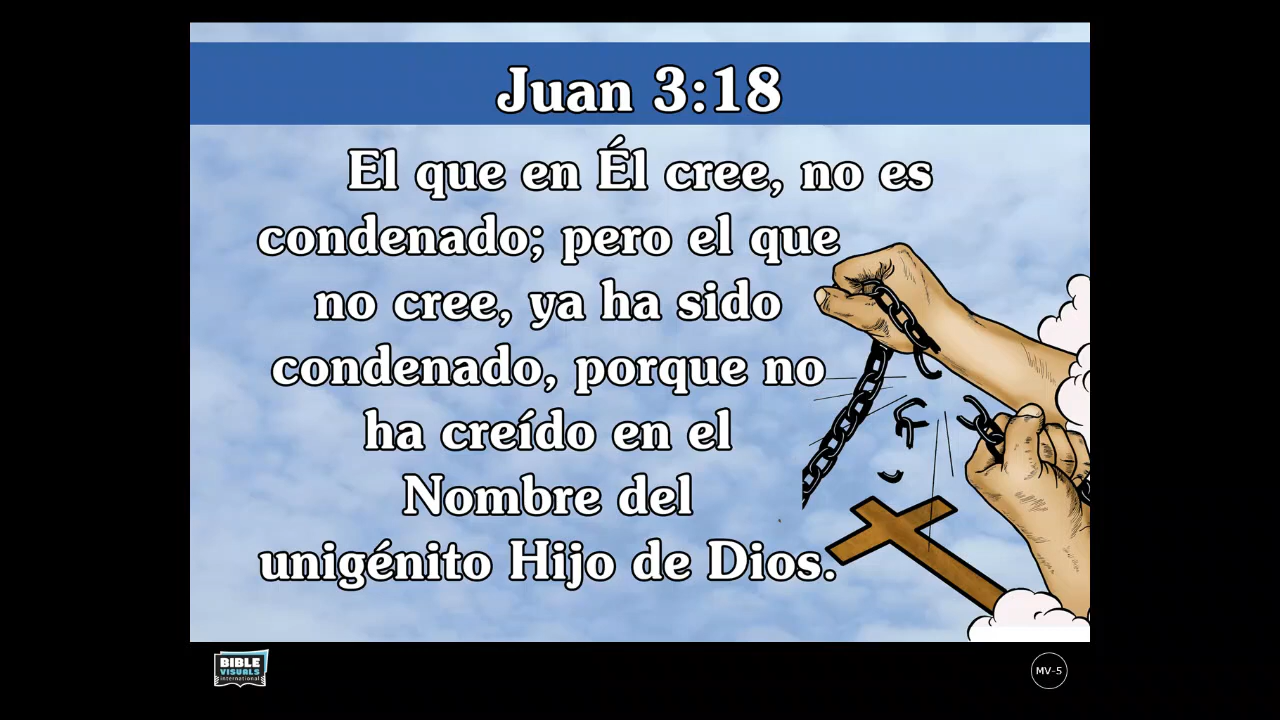 Juan 3:18
El que en Él cree, no es
condenado; pero el que
no cree, ya ha sido
condenado, porque no
ha creído en el
Nombre del
unigénito Hijo de Dios.
BIBLE
VISUALS
international
MV-5